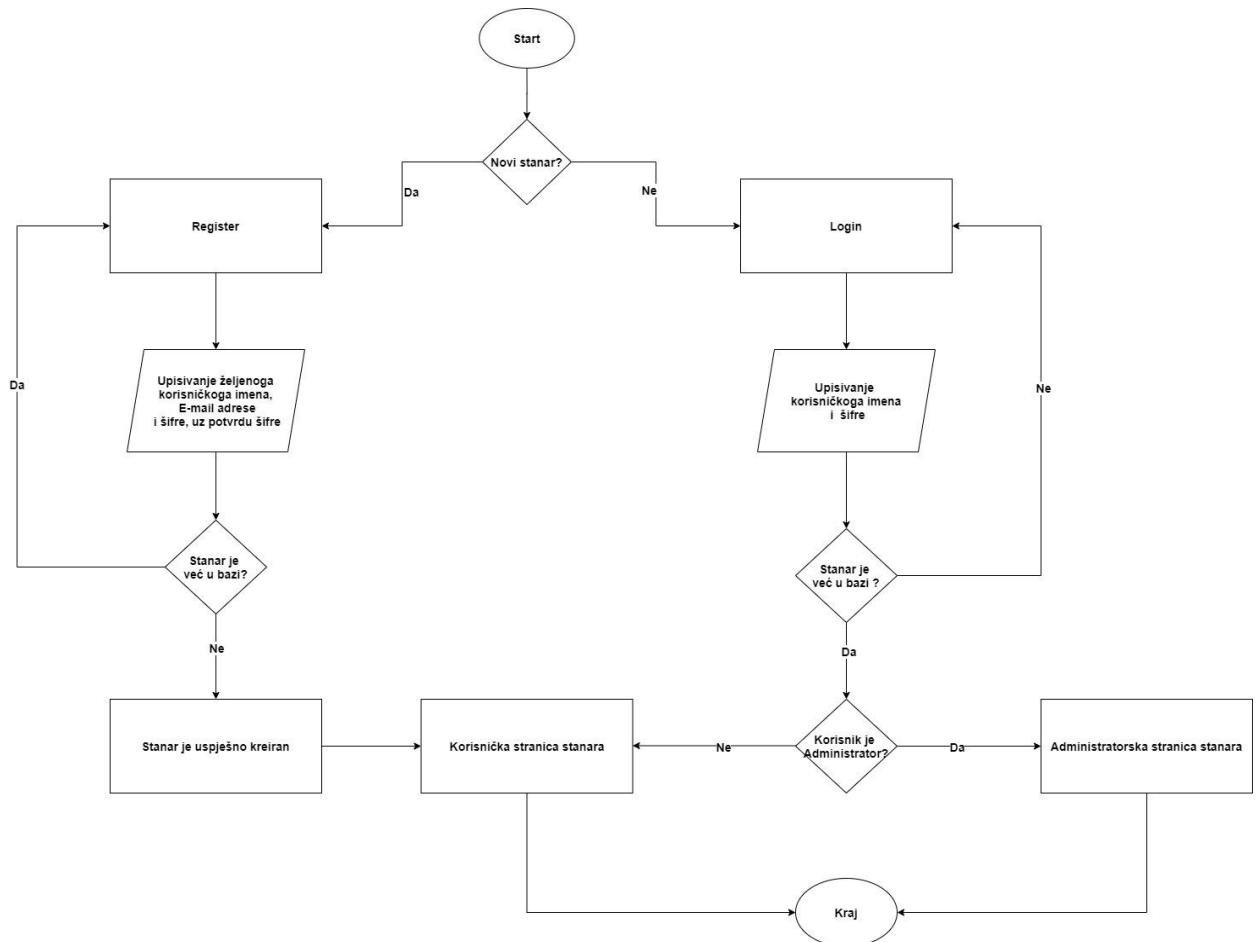 Start
Novi stanar?
Da
Ne
Register
Login
Upisivanje željenoga
korisničkoga imena,
E-mail adrese
i šifre, uz potvrdu šifre
Upisivanje
korisničkoga imena
i šifre
Da
Ne
Stanar je
već u bazi?
Stanar je
već u bazi ?
Ne
Da
Stanar je uspješno kreiran
Korisnička stranica stanara
Ne
Korisnik je
Administrator?
Da
Administratorska stranica stanara
Kraj